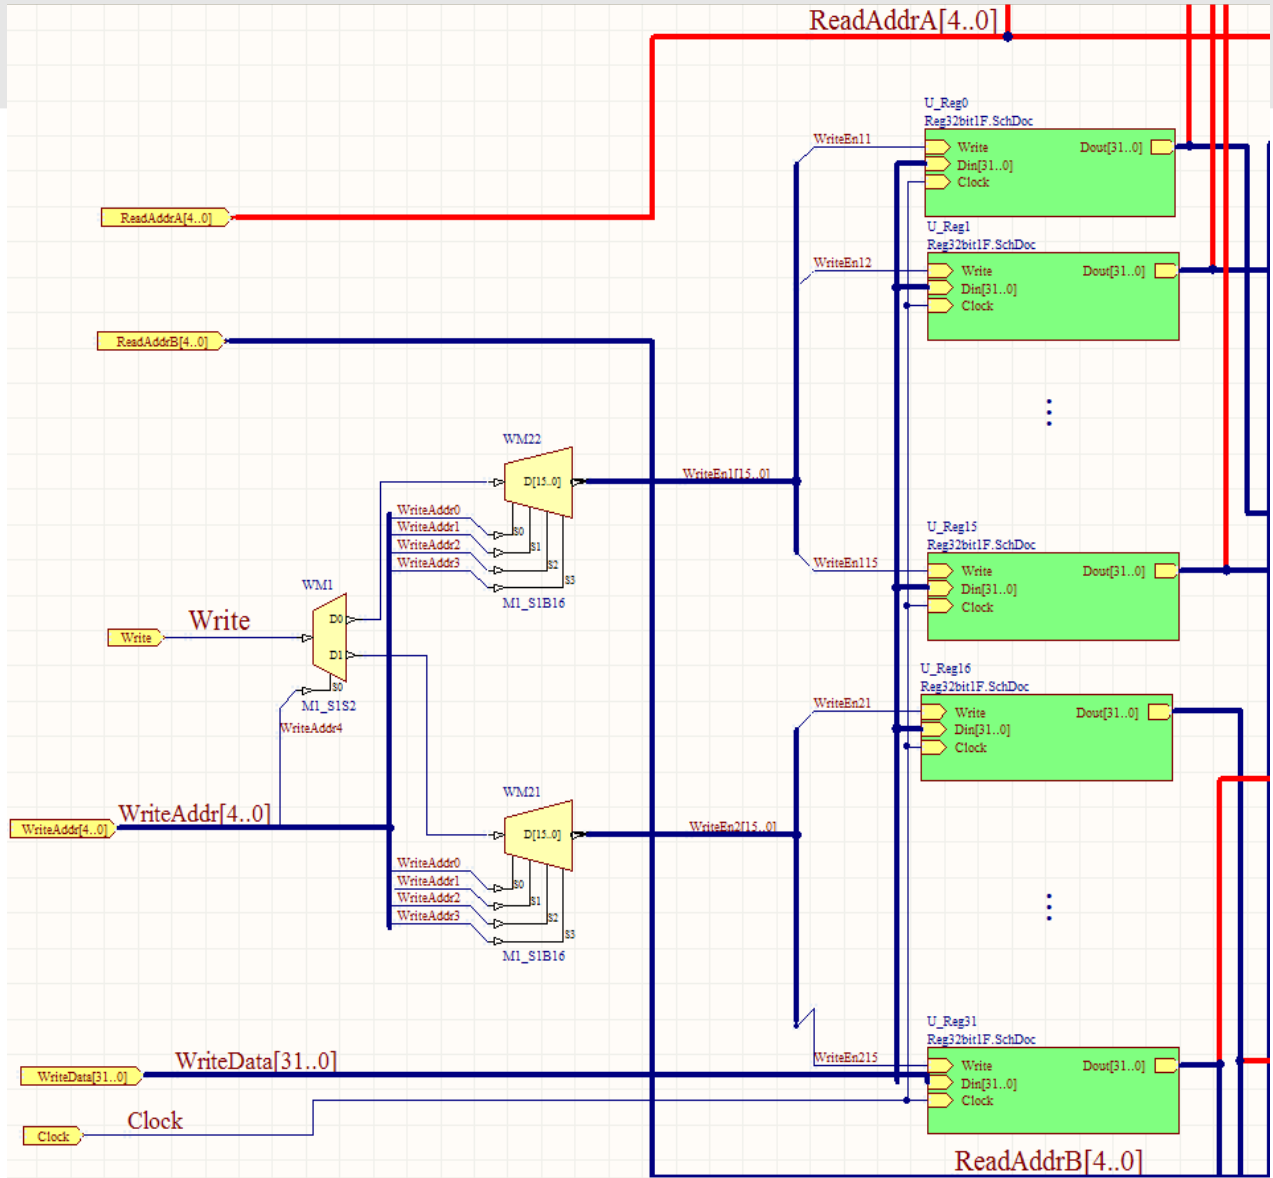 ReadAddrA[4..0]
U_Reg0
Reg32bit1F.SchDoc
WriteEn11
Write
Din[31..0]
Clock
Dout[31..0]
ReadAddrA[4..0]
U_Reg1
Reg32bit1F.SchDoc
WriteEn12
Write
Din[31..0]
Clock
Dout[31..0]
ReadAddrB[4..0]
WM22
D[15..0]
WriteEn1[15..0]
WriteAddr0
WriteAddr1
WriteAddr2
WriteAddr3
S0
S1
S2
S3
M1_S1B16
U_Reg15
Reg32bit1F.SchDoc
WriteEn115
Write
Din[31..0]
Clock
Dout[31..0]
WM1
D0
D1
S0
M1_S1S2
Write
Write
WriteAddr4
U_Reg16
Reg32bit1F.SchDoc
WriteEn21
Write
Din[31..0]
Clock
Dout[31..0]
WM21
D[15..0]
WriteEn2[15..0]
WriteAddr[4..0]
WriteAddr[4..0]
WriteAddr0
WriteAddr1
WriteAddr2
WriteAddr3
S0
S1
S2
S3
M1_S1B16
U_Reg31
Reg32bit1F.SchDoc
WriteEn215
Write
Din[31..0]
Clock
Dout[31..0]
WriteData[31..0]
WriteData[31..0]
Clock
Clock
ReadAddrB[4..0]